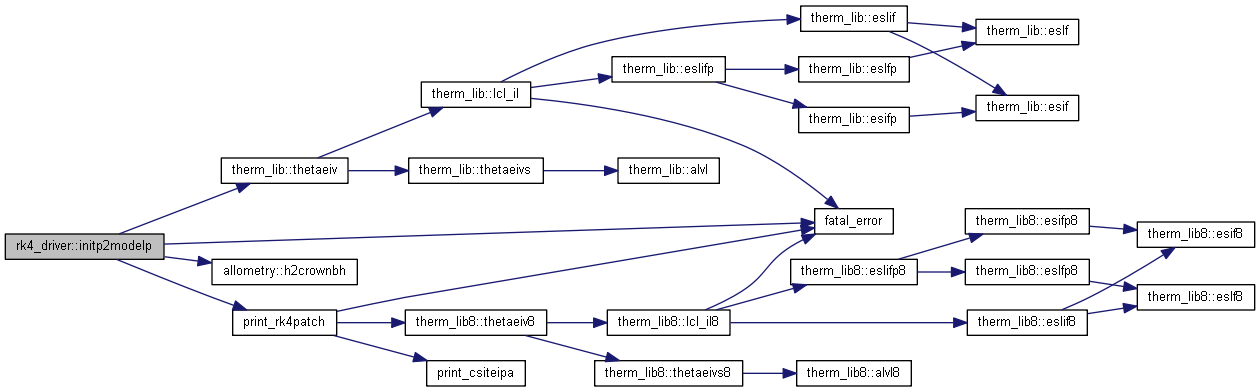 therm_lib::eslif
therm_lib::eslf
therm_lib::eslifp
therm_lib::eslfp
therm_lib::lcl_il
therm_lib::esif
therm_lib::esifp
therm_lib::thetaeiv
therm_lib::thetaeivs
therm_lib::alvl
fatal_error
therm_lib8::esifp8
therm_lib8::esif8
rk4_driver::initp2modelp
allometry::h2crownbh
therm_lib8::eslifp8
therm_lib8::eslfp8
therm_lib8::eslf8
print_rk4patch
therm_lib8::thetaeiv8
therm_lib8::lcl_il8
therm_lib8::eslif8
print_csiteipa
therm_lib8::thetaeivs8
therm_lib8::alvl8